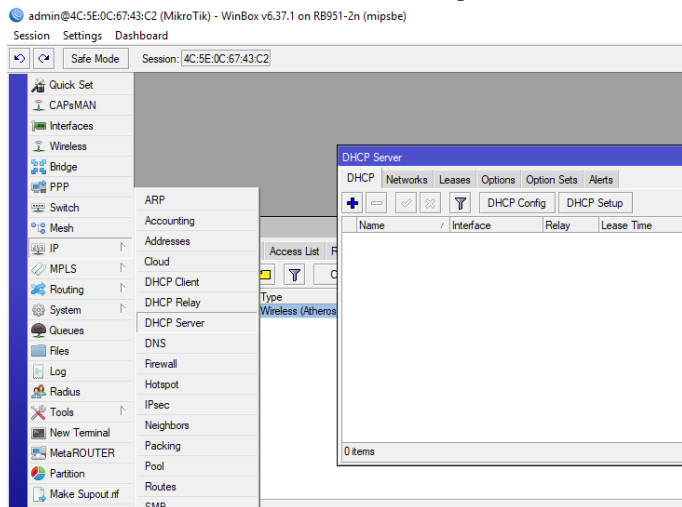 admin@4C:5E:0C:67:43:C2 (MikroTik) - WinBox v6.37.1 on RB951-2n (mipsbe)
Session Settings Dashboard
Safe Mode Session: 4C:5E:0C:67:43:C2
Quick Set
CAPsMAN
Interfaces
Wireless
Bridge
PPP
Switch
Mesh
IP
MPLS
Routing
System
Queues
Files
Log
Radius
Tools
New Terminal
MetaROUTER
Partition
Make Supout.rif
ARP
Accounting
Addresses
Cloud
DHCP Client
DHCP Relay
DHCP Server
DNS
Firewall
Hotspot
IPsec
Neighbors
Packing
Pool
Routes
SMB
Access List R
Type
Wireless (Atheros
DHCP Server
DHCP Networks Leases Options Option Sets Alerts
DHCP Config DHCP Setup
Name / Interface Relay Lease Time
0 items